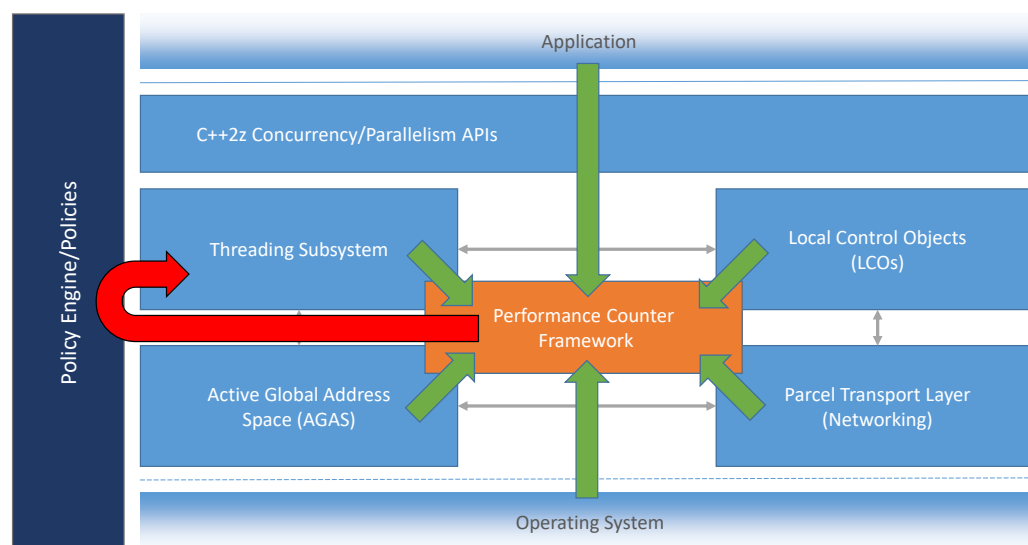 Application
C++2z Concurrency/Parallelism APIs
Policy Engine/Policies
Threading Subsystem
Local Control Objects
(LCOs)
Performance Counter
Framework
Active Global Address
Space (AGAS)
Parcel Transport Layer
(Networking)
Operating System